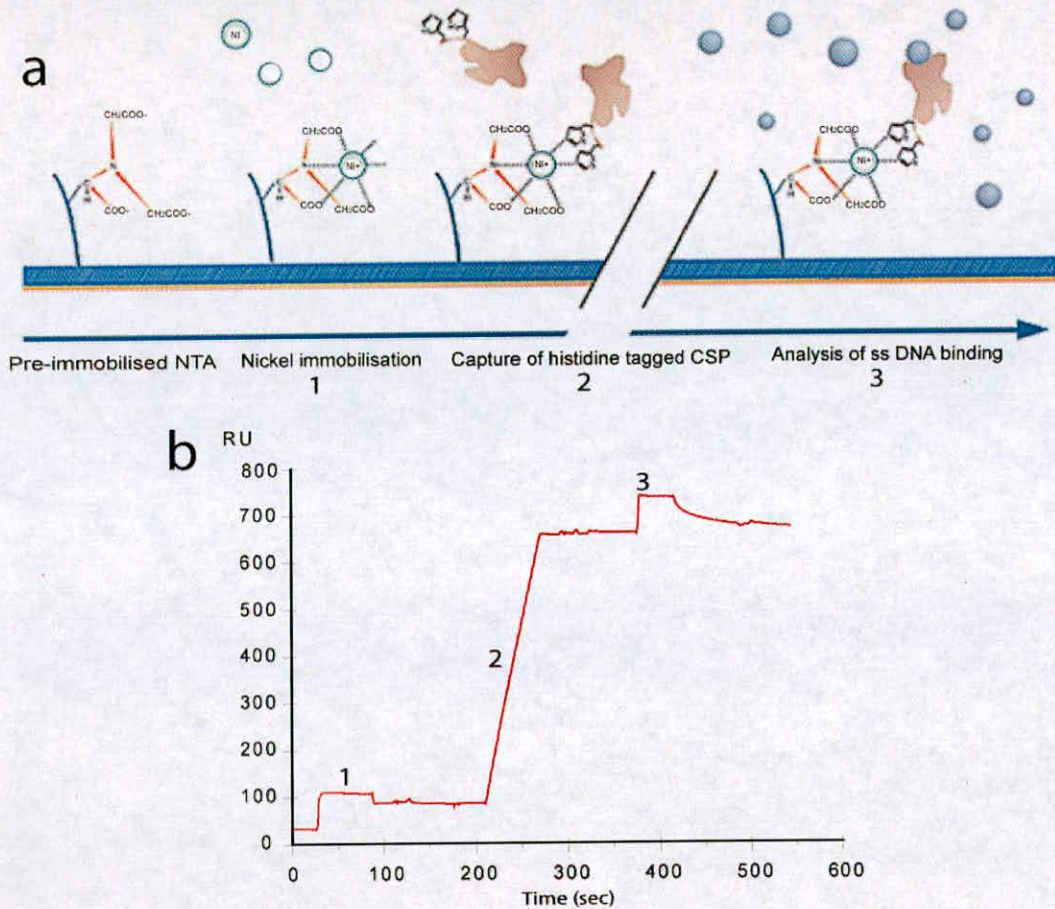 a
Ni
CH2COO-
N
COO-
CH2COO-
CH2COO
N
Ni+
COO
CH2COO
CH2COO
N
Ni+
COO
CH2COO
CH2COO
N
Ni+
COO
CH2COO
Pre-immobilised NTA
Nickel immobilisation
1
Capture of histidine tagged CSP
2
Analysis of ss DNA binding
3
b
RU
800
700
600
500
400
300
200
100
0
1
2
3
0 100 200 300 400 500 600
Time (sec)